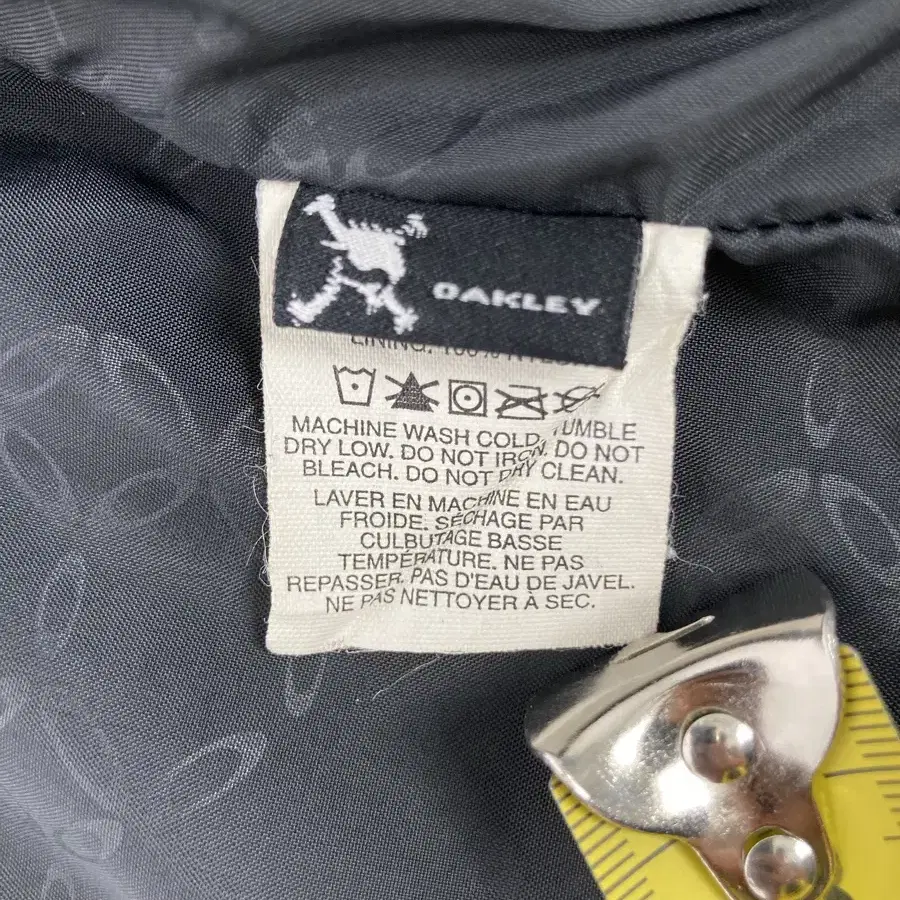 OAKLEY
LINING: 100%
MACHINE WASH COLD. TUMBLE
DRY LOW. DO NOT IRON. DO NOT
BLEACH. DO NOT DRY CLEAN.
LAVER EN MACHINE EN EAU
FROIDE. SÉCHAGE PAR
CULBUTAGE BASSE
TEMPÉRATURE. NE PAS
REPASSER. PAS D'EAU DE JAVEL.
NE PAS NETTOYER À SEC.